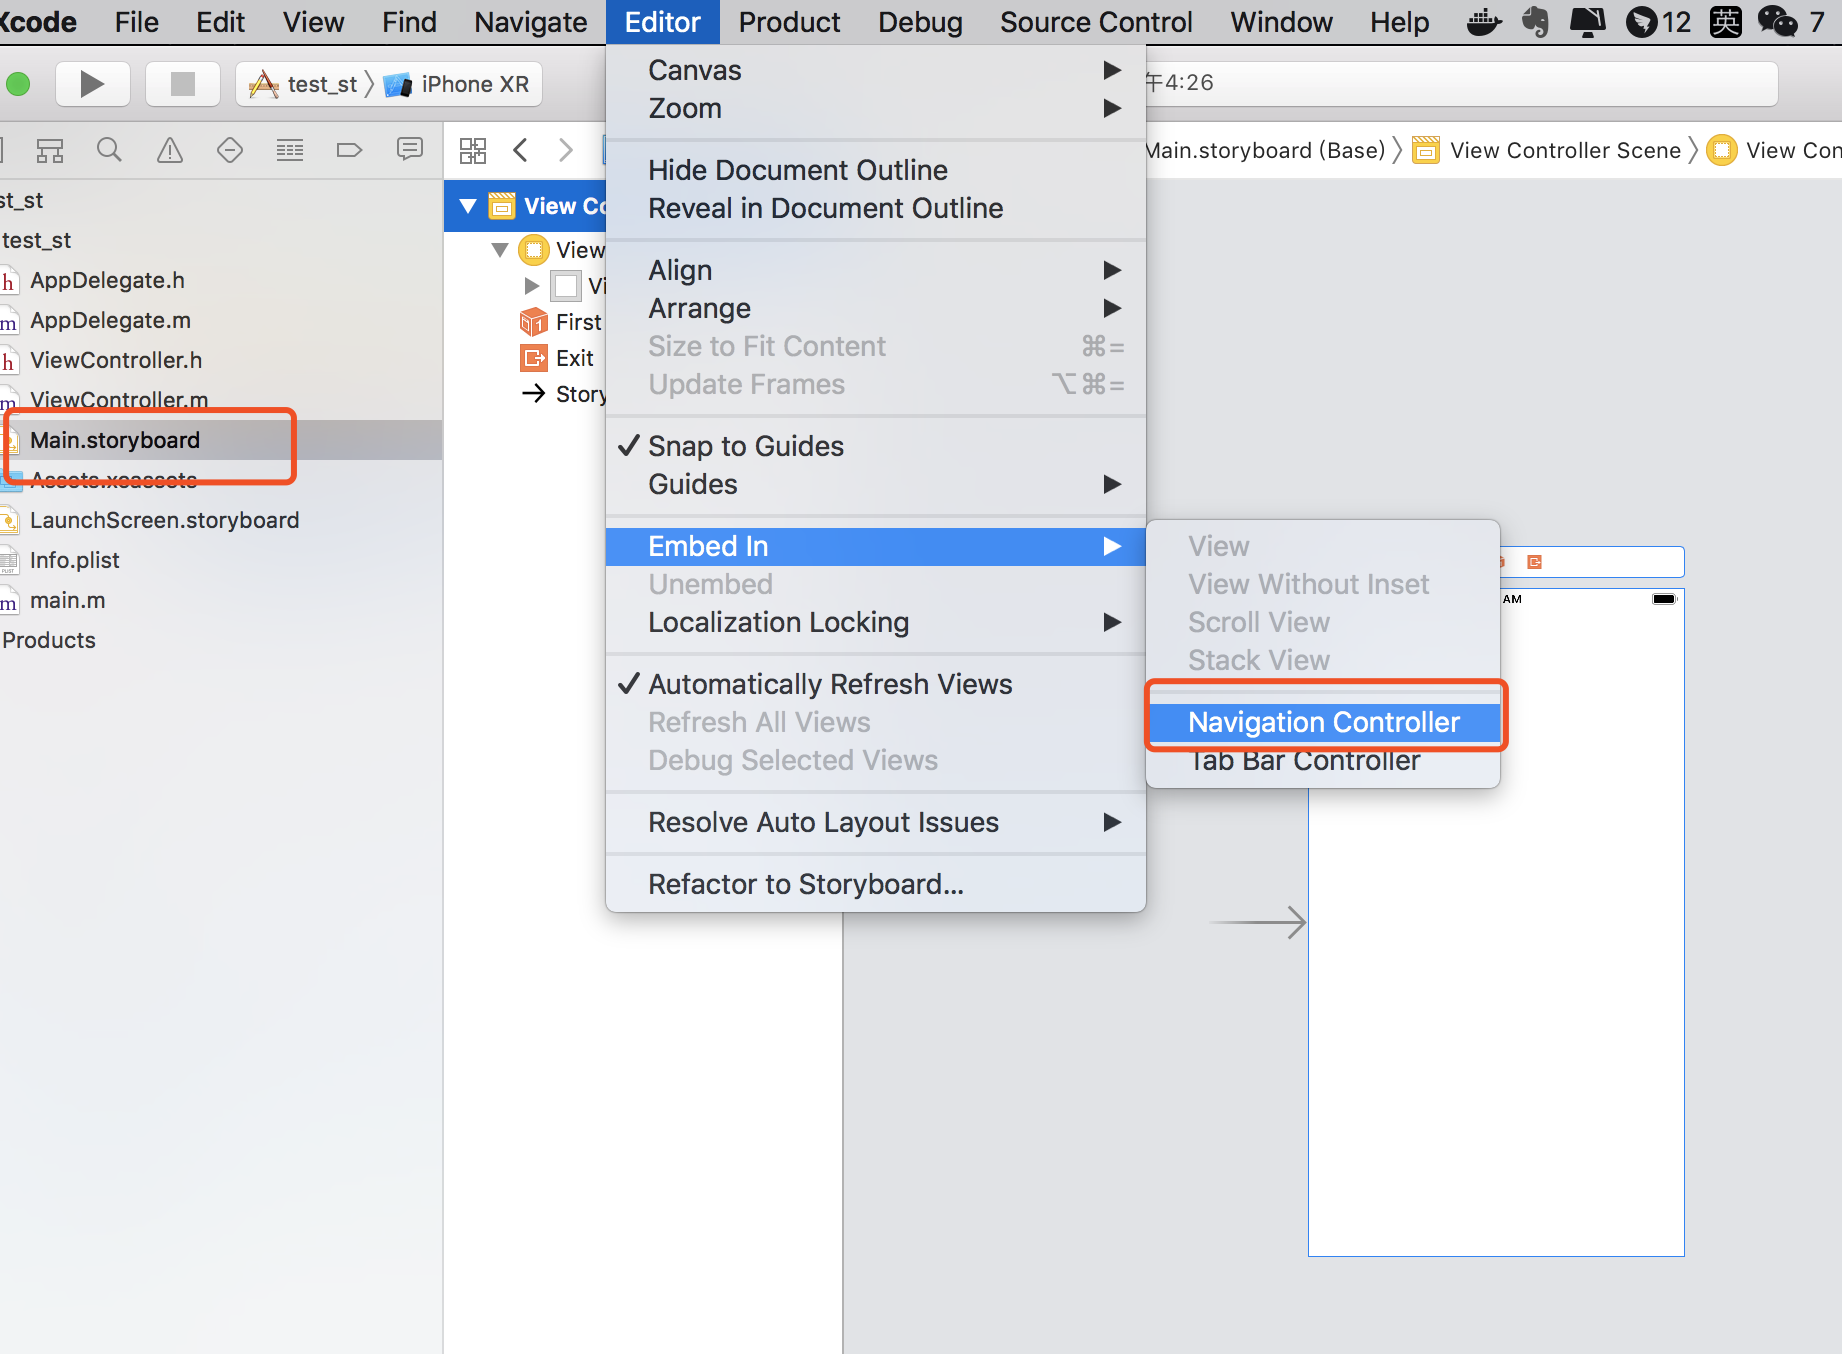 Xcode File Edit View Find Navigate Editor Product Debug Source Control Window Help 12 英 7
test_st iPhone XR
午4:26
Main.storyboard (Base) View Controller Scene View Con
st_st
test_st
h AppDelegate.h
m AppDelegate.m
h ViewController.h
m ViewController.m
Main.storyboard
Assets.xcassets
LaunchScreen.storyboard
Info.plist
m main.m
Products
View Co
View
Vi
First
Exit
Story
Canvas
Zoom
Hide Document Outline
Reveal in Document Outline
Align
Arrange
Size to Fit Content ⌘=
Update Frames ⌥⌘=
✓ Snap to Guides
Guides
Embed In
Unembed
Localization Locking
✓ Automatically Refresh Views
Refresh All Views
Debug Selected Views
Resolve Auto Layout Issues
Refactor to Storyboard...
View
View Without Inset
Scroll View
Stack View
Navigation Controller
Tab Bar Controller
AM